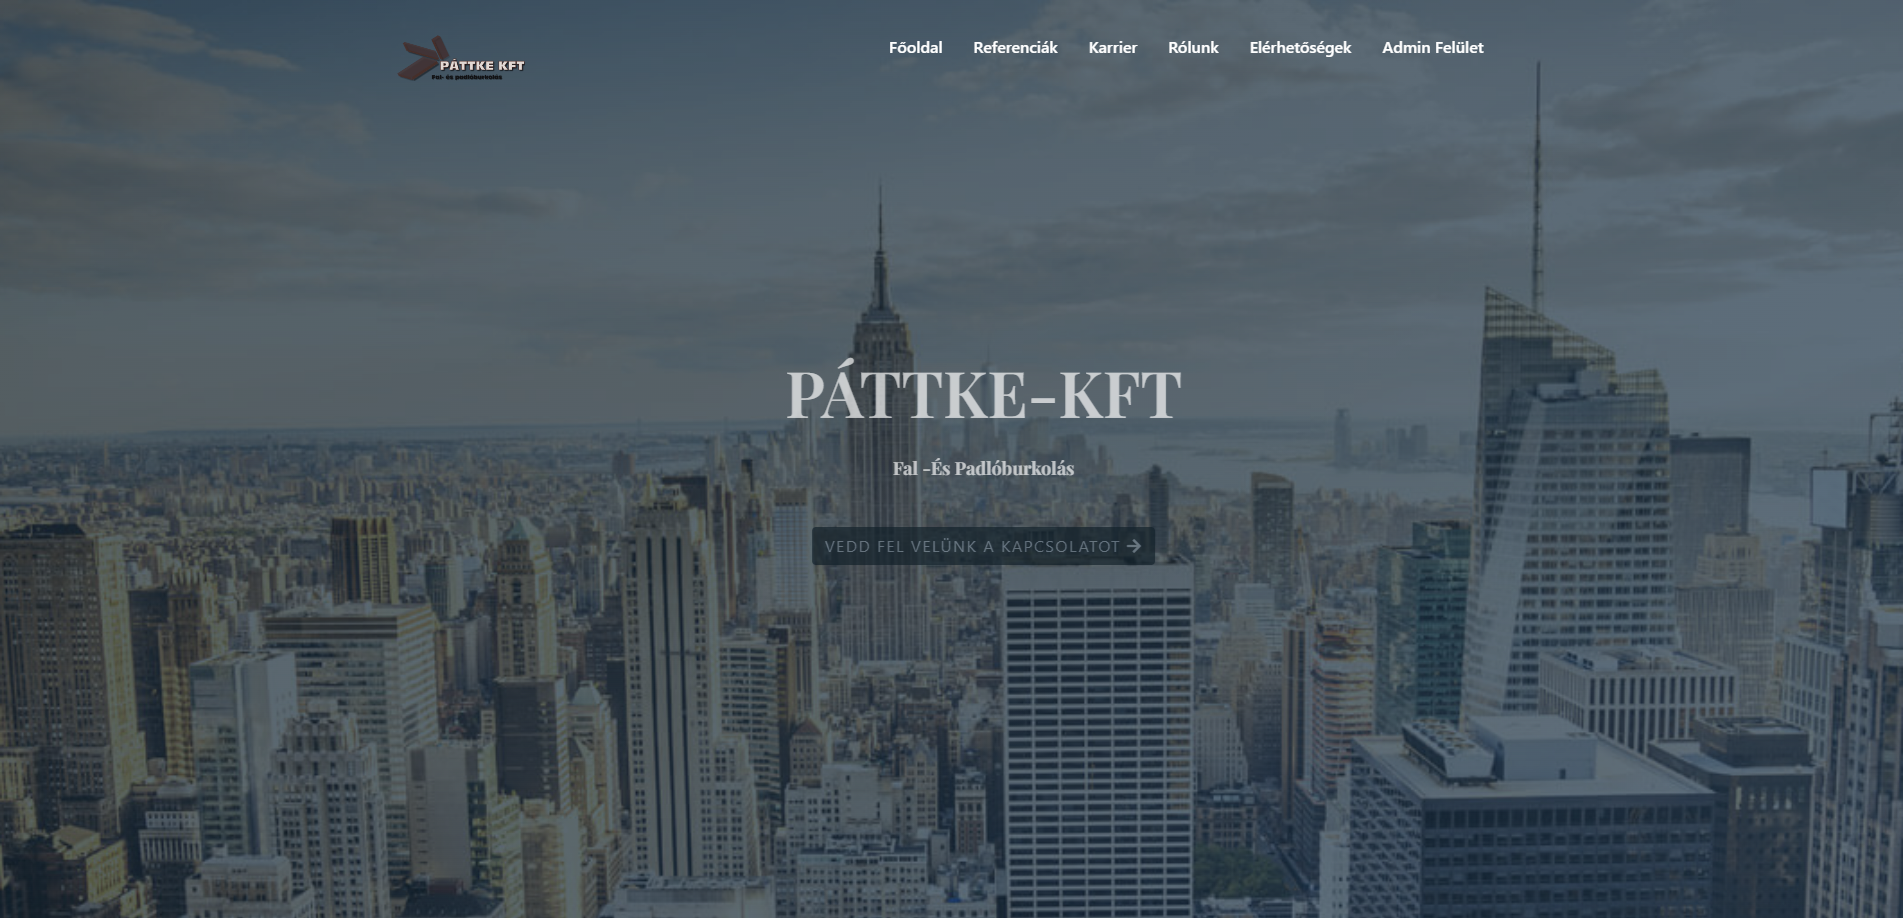 PÁTTKE KFT
Fal- és padlóburkolás
Főoldal Referenciák Karrier Rólunk Elérhetőségek Admin Felület
PÁTTKE-KFT
Fal -És Padlóburkolás
VEDD FEL VELÜNK A KAPCSOLATOT →